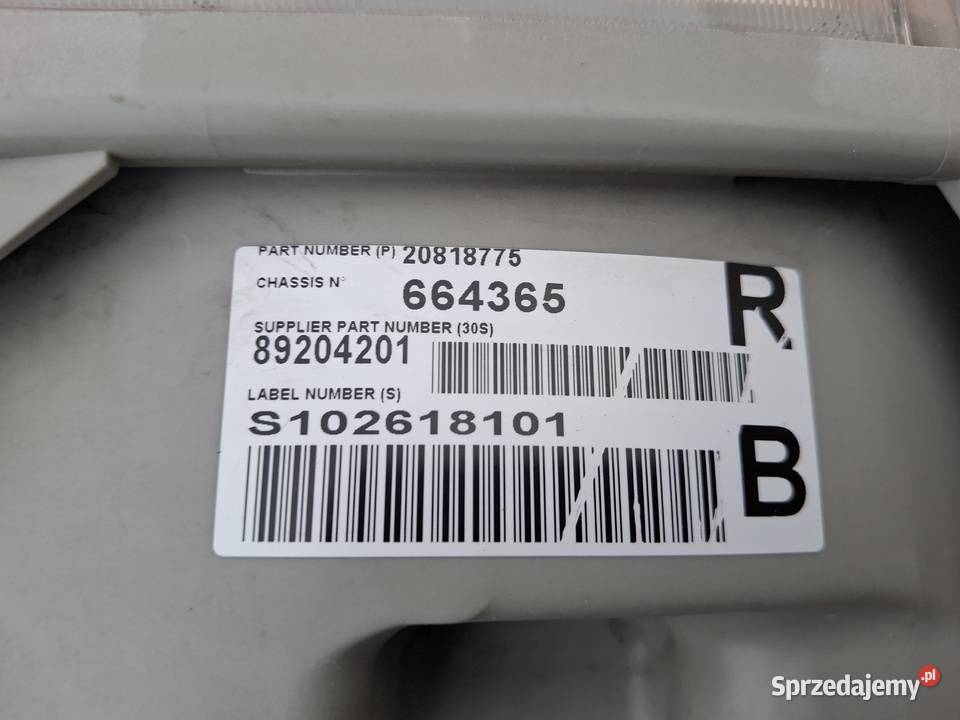 PART NUMBER (P) 20818775
CHASSIS N° 664365
R
SUPPLIER PART NUMBER (30S)
89204201
LABEL NUMBER (S)
S102618101
B
Sprzedajemy.pl